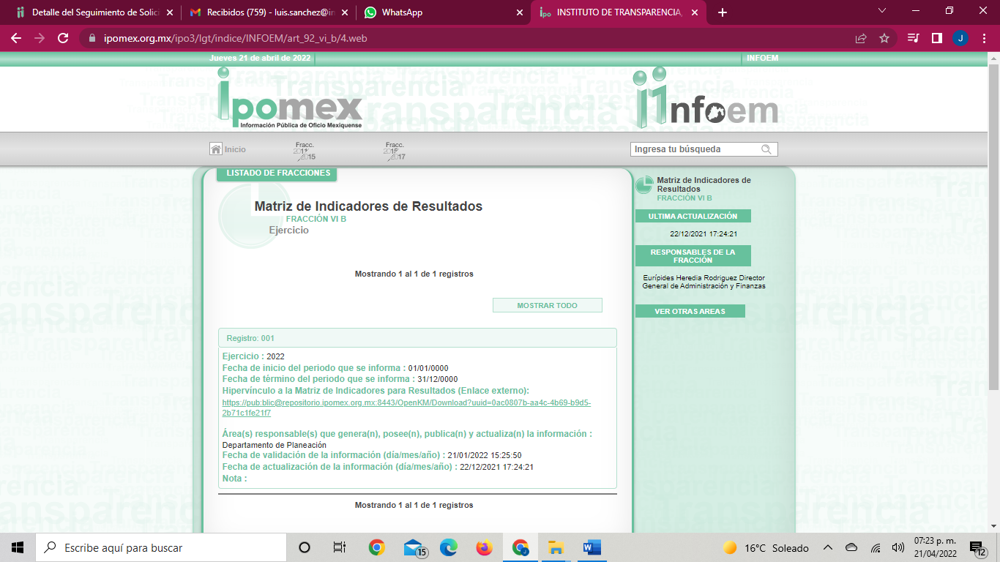 Detalle del Seguimiento de Solici
Recibidos (759) - luis.sanchez@in
WhatsApp
INSTITUTO DE TRANSPARENCIA,
ipomex.org.mx/ipo3/lgt/indice/INFOEM/art_92_vi_b/4.web
Jueves 21 de abril de 2022
INFOEM
ipomex
Información Pública de Oficio Mexiquense
infoem
Inicio
Fracc.
Fracc.
Ingresa tu búsqueda
LISTADO DE FRACCIONES
Matriz de Indicadores de Resultados
FRACCIÓN VI B
Ejercicio
Mostrando 1 al 1 de 1 registros
MOSTRAR TODO
Registro: 001
Ejercicio : 2022
Fecha de inicio del periodo que se informa : 01/01/0000
Fecha de término del periodo que se informa : 31/12/0000
Hipervínculo a la Matriz de Indicadores para Resultados (Enlace externo):
https://pub:blic@repositorio.ipomex.org.mx:8443/OpenKM/Download?uuid=0ac0807b-aa4c-4b69-b9d5-
2b71c1fe21f7
Área(s) responsable(s) que genera(n), posee(n), publica(n) y actualiza(n) la información :
Departamento de Planeación
Fecha de validación de la información (día/mes/año) : 21/01/2022 15:25:50
Fecha de actualización de la información (día/mes/año) : 22/12/2021 17:24:21
Nota :
Mostrando 1 al 1 de 1 registros
Matriz de Indicadores de
Resultados
FRACCIÓN VI B
ULTIMA ACTUALIZACIÓN
22/12/2021 17:24:21
RESPONSABLES DE LA
FRACCIÓN
Eurípides Heredia Rodriguez Director
General de Administración y Finanzas
VER OTRAS AREAS
Escribe aquí para buscar
15
16°C Soleado
07:23 p. m.
21/04/2022
12